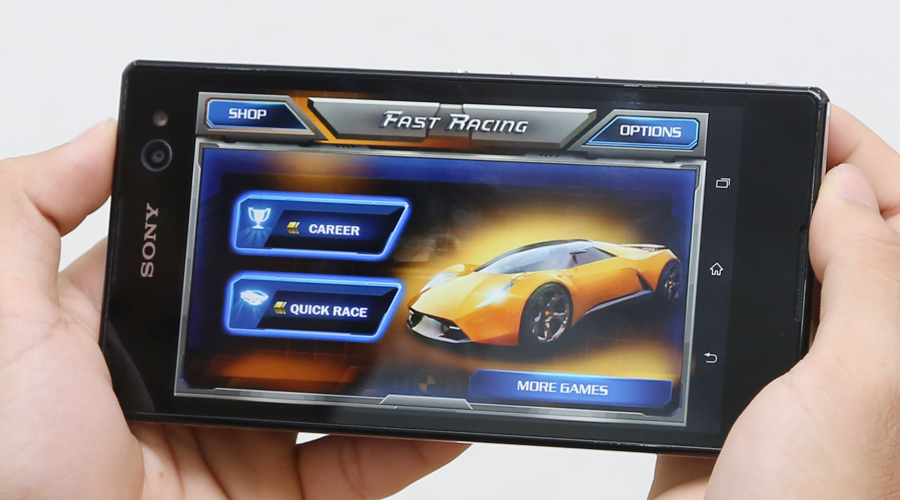 SHOP
FAST RACING
OPTIONS
SONY
CAREER
QUICK RACE
MORE GAMES